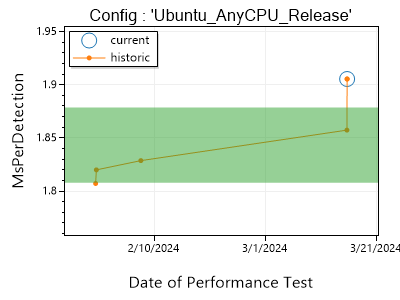 Config : 'Ubuntu_AnyCPU_Release'
1.95
current
historic
1.9
1.85
1.8
MsPerDetection
2/10/2024
3/1/2024
3/21/2024
Date of Performance Test